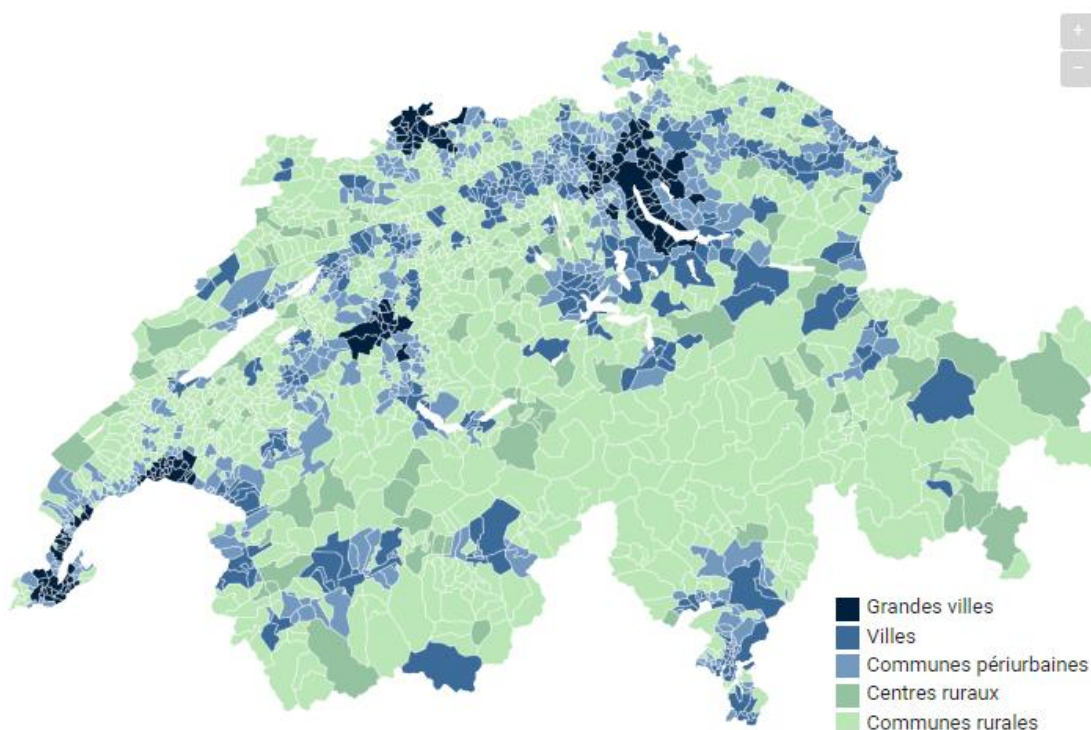 +
−
Grandes villes
Villes
Communes périurbaines
Centres ruraux
Communes rurales